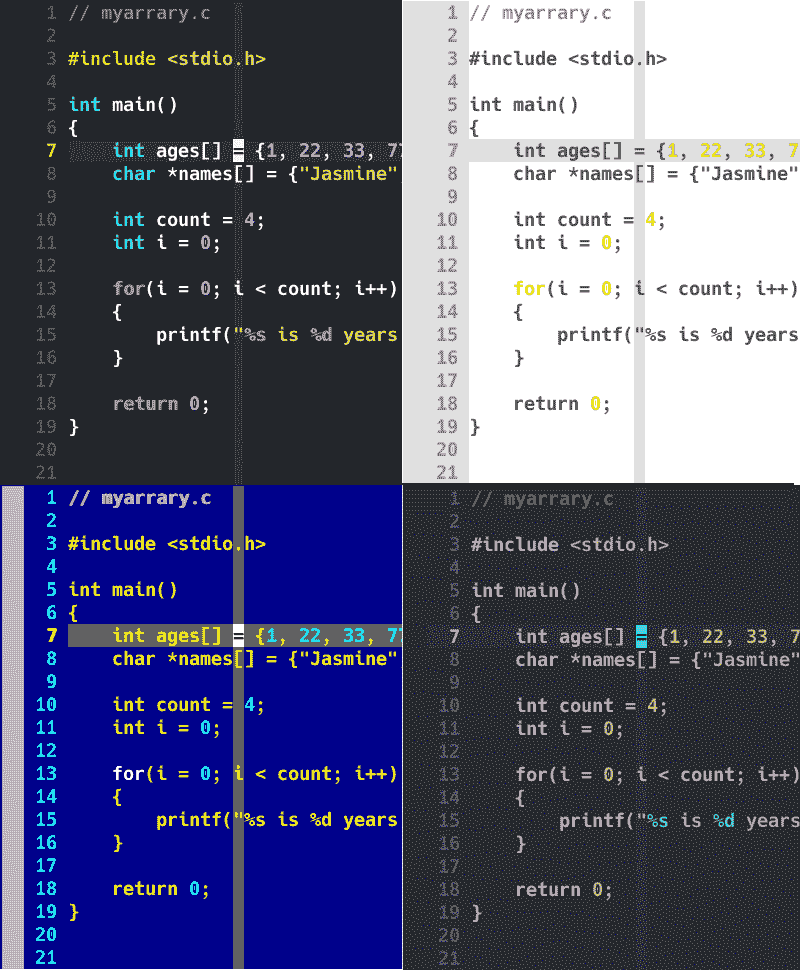 1 // myarrary.c
2
3 #include <stdio.h>
4
5 int main()
6 {
7 int ages[] = {1, 22, 33, 7
8 char *names[] = {"Jasmine"
9
10 int count = 4;
11 int i = 0;
12
13 for(i = 0; i < count; i++)
14 {
15 printf("%s is %d years
16 }
17
18 return 0;
19 }
20
21
1 // myarrary.c
2
3 #include <stdio.h>
4
5 int main()
6 {
7 int ages[] = {1, 22, 33, 7
8 char *names[] = {"Jasmine"
9
10 int count = 4;
11 int i = 0;
12
13 for(i = 0; i < count; i++)
14 {
15 printf("%s is %d years
16 }
17
18 return 0;
19 }
20
21
1 // myarrary.c
2
3 #include <stdio.h>
4
5 int main()
6 {
7 int ages[] = {1, 22, 33, 7
8 char *names[] = {"Jasmine"
9
10 int count = 4;
11 int i = 0;
12
13 for(i = 0; i < count; i++)
14 {
15 printf("%s is %d years
16 }
17
18 return 0;
19 }
20
21
1 // myarrary.c
2
3 #include <stdio.h>
4
5 int main()
6 {
7 int ages[] = {1, 22, 33, 7
8 char *names[] = {"Jasmine"
9
10 int count = 4;
11 int i = 0;
12
13 for(i = 0; i < count; i++)
14 {
15 printf("%s is %d years
16 }
17
18 return 0;
19 }
20
21